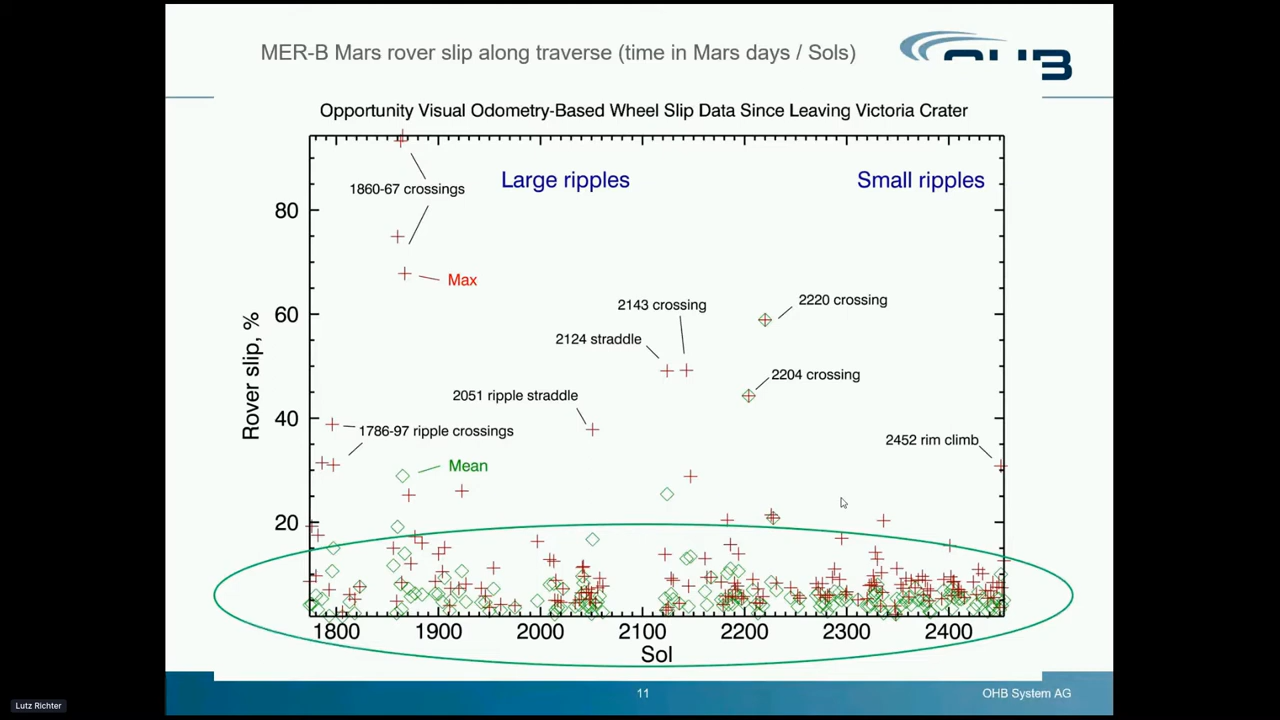 MER-B Mars rover slip along traverse (time in Mars days / Sols)
OHB
Opportunity Visual Odometry-Based Wheel Slip Data Since Leaving Victoria Crater
Large ripples
Small ripples
1860-67 crossings
Max
2143 crossing
2220 crossing
2124 straddle
2204 crossing
2051 ripple straddle
1786-97 ripple crossings
2452 rim climb
Mean
Rover slip, %
80
60
40
20
1800 1900 2000 2100 2200 2300 2400
Sol
11
OHB System AG
Lutz Richter